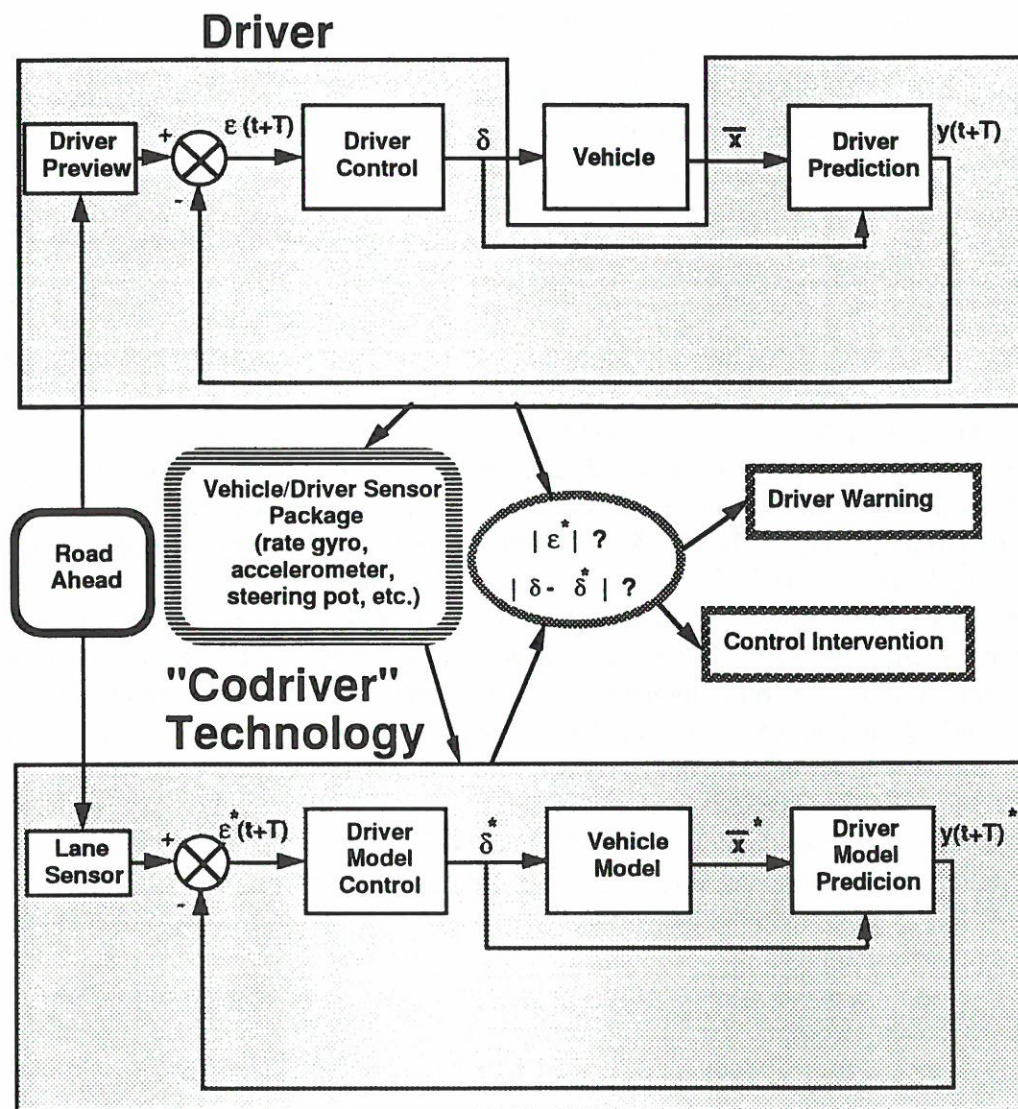 Driver
Driver
Preview
+
-
ε(t+T)
Driver
Control
δ
Vehicle
x̅
Driver
Prediction
y(t+T)
Road
Ahead
Vehicle/Driver Sensor
Package
(rate gyro,
accelerometer,
steering pot, etc.)
| ε* | ?
| δ - δ* | ?
Driver Warning
Control Intervention
"Codriver"
Technology
Lane
Sensor
+
-
ε*(t+T)
Driver
Model
Control
δ*
Vehicle
Model
x̅*
Driver
Model
Predicion
y(t+T)*